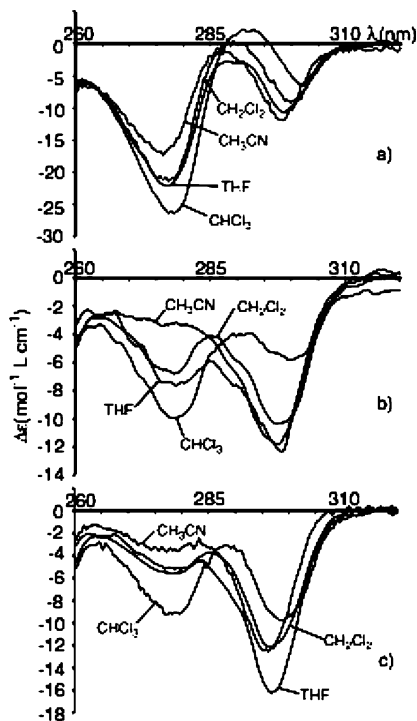 260 285 310 λ(nm)
0
-5
-10
-15
-20
-25
-30
CH₂Cl₂
CH₃CN
THF
CHCl₃
a)
260 285 310
0
-2
-4
-6
-8
-10
-12
-14
CH₃CN
CH₂Cl₂
THF
CHCl₃
b)
Δε(mol⁻¹ L cm⁻¹)
260 285 310
0
-2
-4
-6
-8
-10
-12
-14
-16
-18
CH₃CN
CHCl₃
CH₂Cl₂
THF
c)